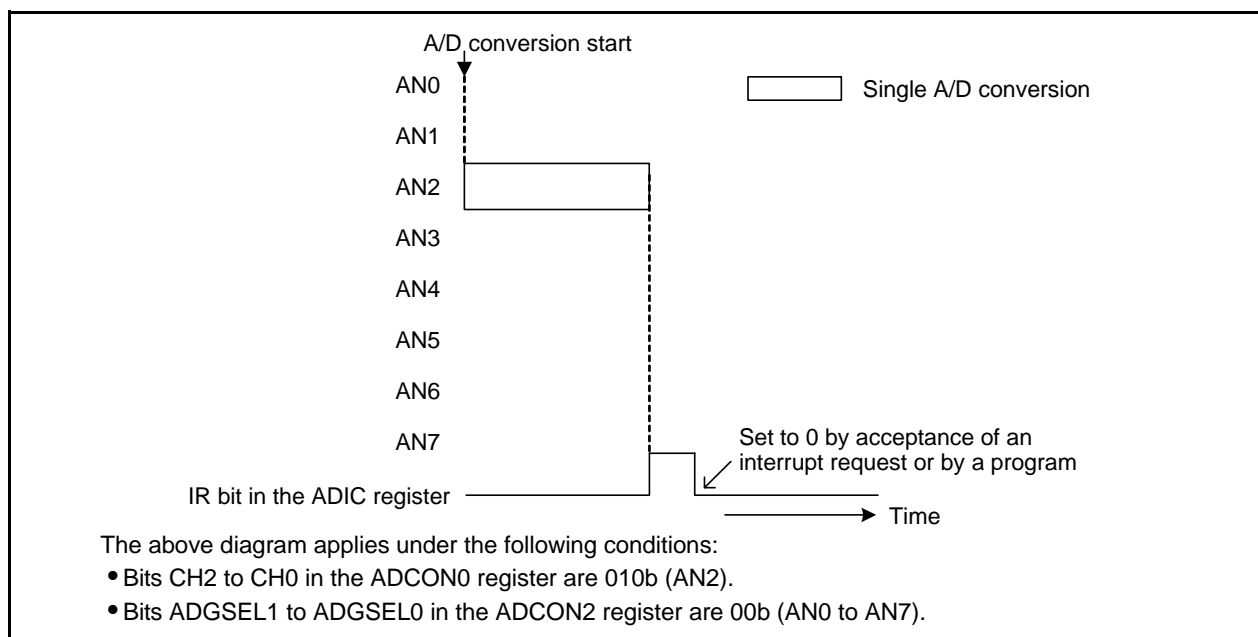 A/D conversion start
AN0
Single A/D conversion
AN1
AN2
AN3
AN4
AN5
AN6
AN7
Set to 0 by acceptance of an
interrupt request or by a program
IR bit in the ADIC register
Time
The above diagram applies under the following conditions:
• Bits CH2 to CH0 in the ADCON0 register are 010b (AN2).
• Bits ADGSEL1 to ADGSEL0 in the ADCON2 register are 00b (AN0 to AN7).